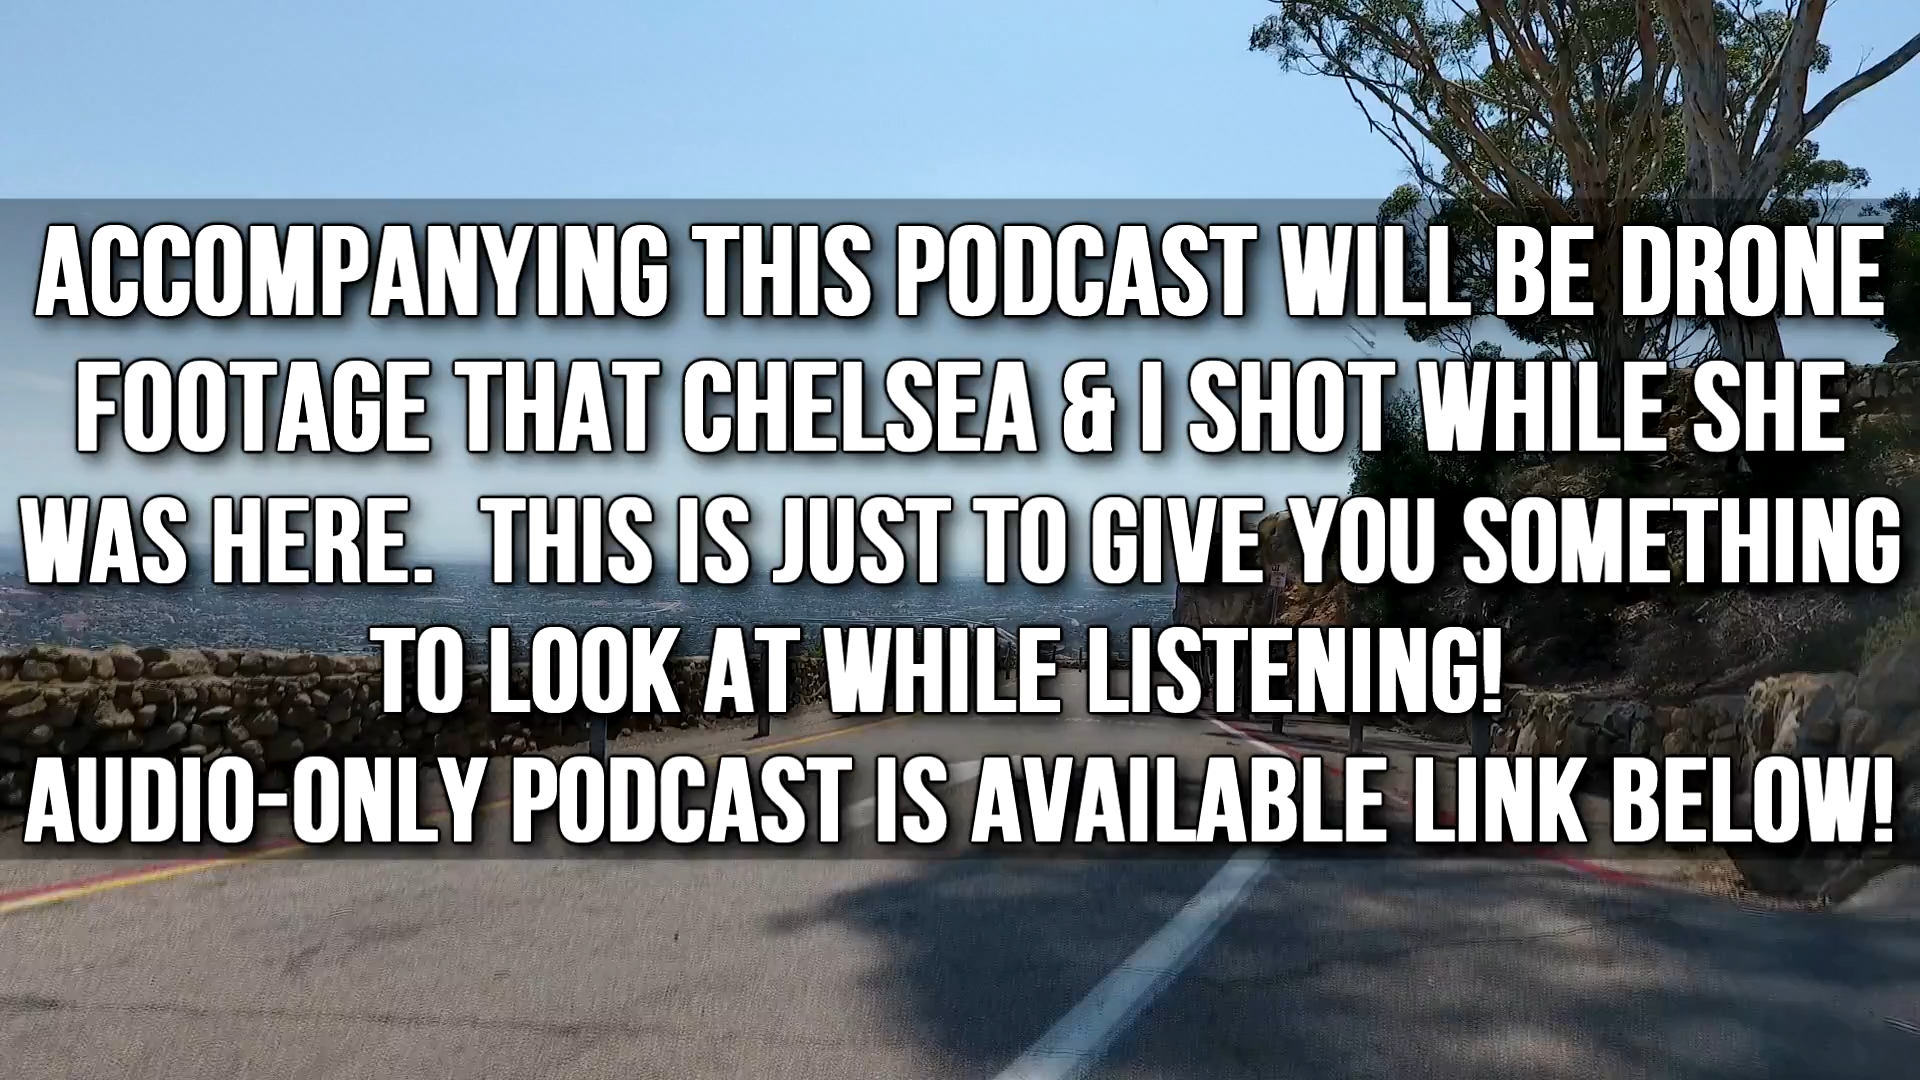 ACCOMPANYING THIS PODCAST WILL BE DRONE
FOOTAGE THAT CHELSEA & I SHOT WHILE SHE
WAS HERE.  THIS IS JUST TO GIVE YOU SOMETHING
TO LOOK AT WHILE LISTENING!
AUDIO-ONLY PODCAST IS AVAILABLE LINK BELOW!